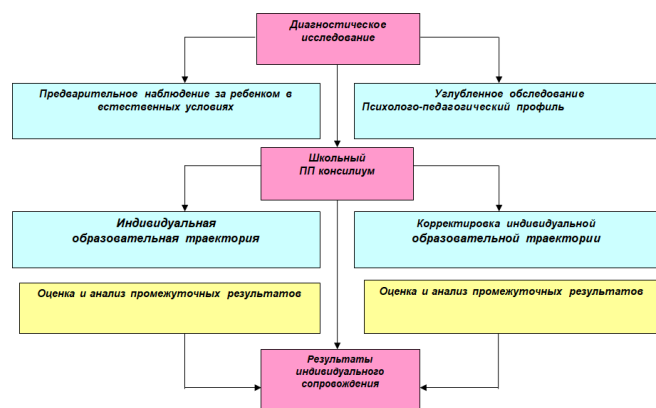 Диагностическое
исследование
Предварительное наблюдение за ребенком в
естественных условиях
Углубленное обследование
Психолого-педагогический профиль
Школьный
ПП консилиум
Индивидуальная
образовательная траектория
Корректировка индивидуальной
образовательной траектории
Оценка и анализ промежуточных результатов
Оценка и анализ промежуточных результатов
Результаты
индивидуального
сопровождения